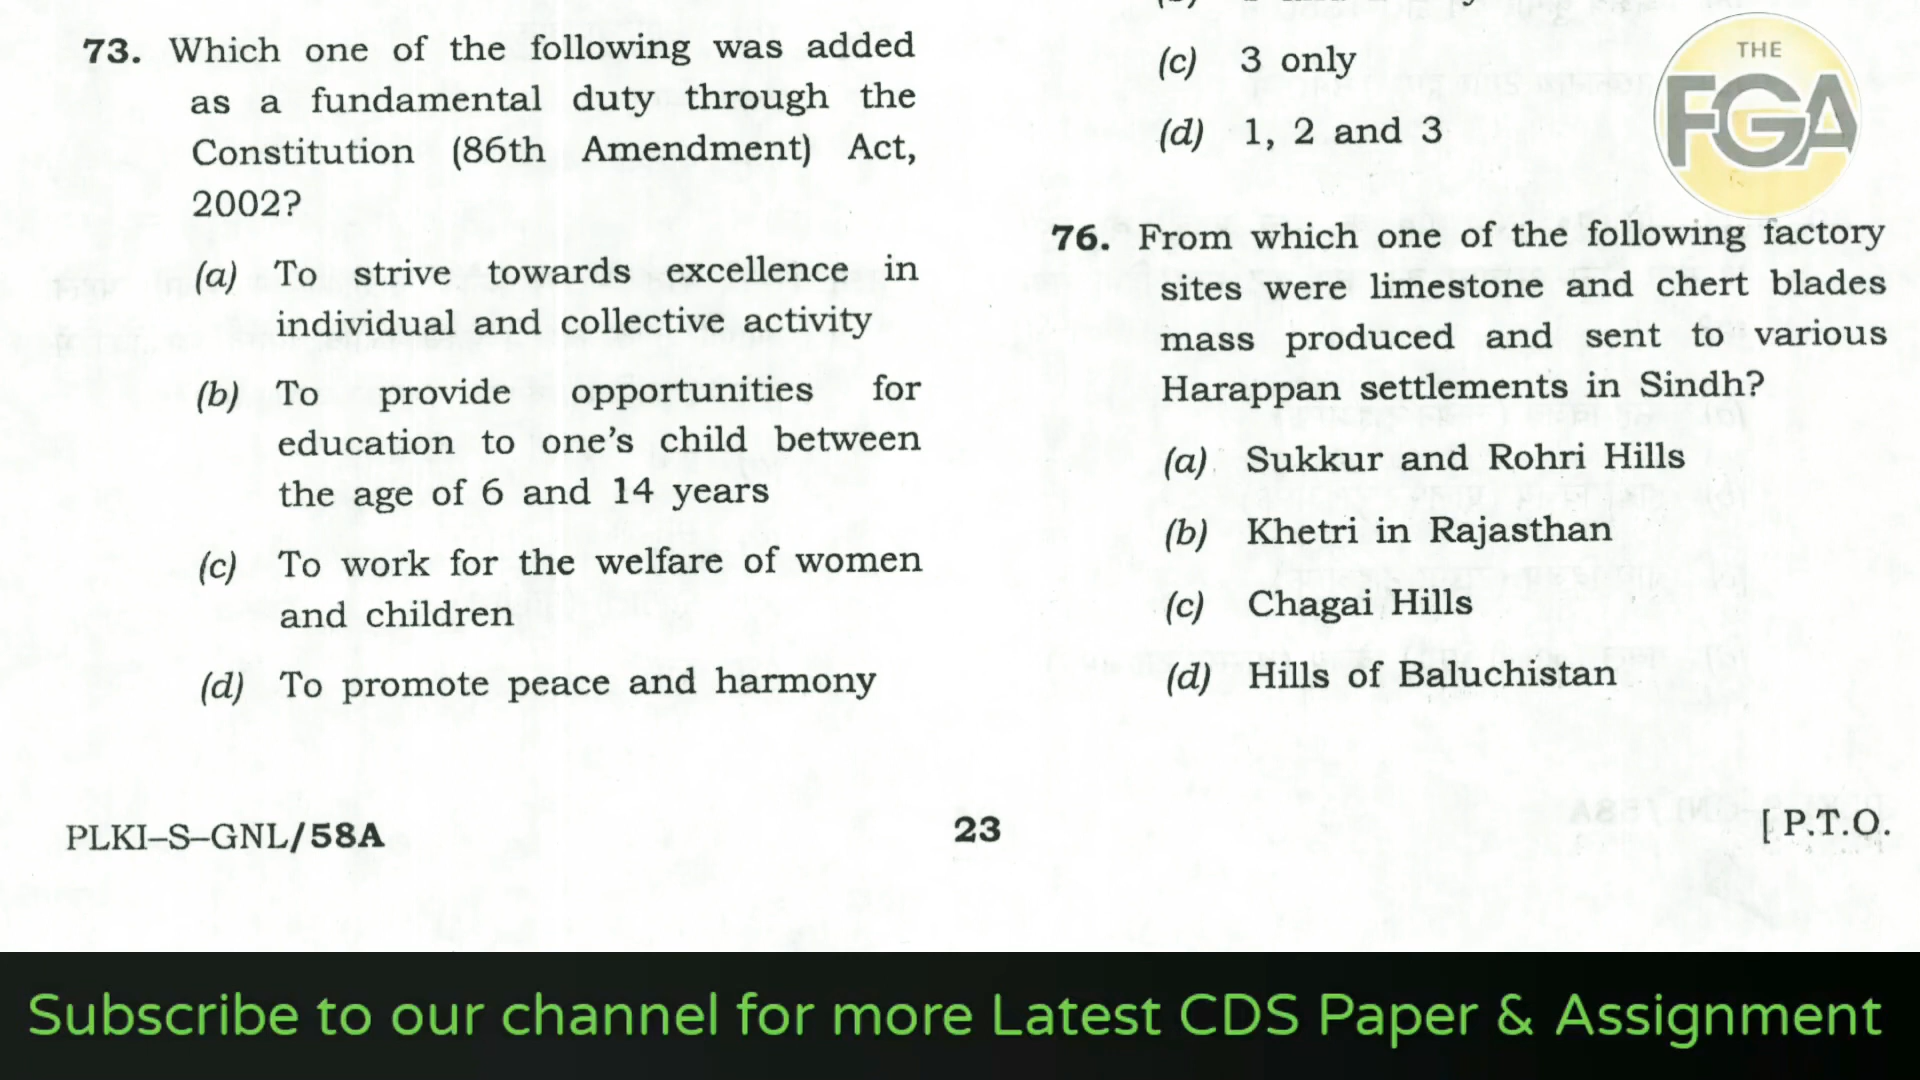 73. Which one of the following was added
as a fundamental duty through the
Constitution (86th Amendment) Act,
2002?
(a) To strive towards excellence in
individual and collective activity
(b) To provide opportunities for
education to one's child between
the age of 6 and 14 years
(c) To work for the welfare of women
and children
(d) To promote peace and harmony
(c) 3 only
(d) 1, 2 and 3
THE
FGA
76. From which one of the following factory
sites were limestone and chert blades
mass produced and sent to various
Harappan settlements in Sindh?
(a) Sukkur and Rohri Hills
(b) Khetri in Rajasthan
(c) Chagai Hills
(d) Hills of Baluchistan
PLKI–S–GNL/58A
23
[ P.T.O.
Subscribe to our channel for more Latest CDS Paper & Assignment